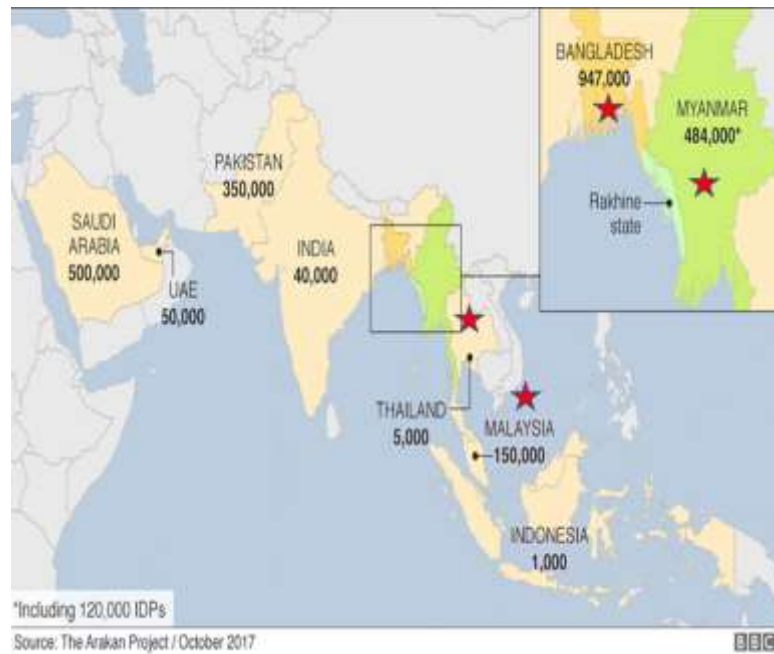 BANGLADESH
947,000
MYANMAR
484,000*
Rakhine
state
PAKISTAN
350,000
SAUDI
ARABIA
500,000
INDIA
40,000
UAE
50,000
THAILAND
5,000
MALAYSIA
150,000
INDONESIA
1,000
*Including 120,000 IDPs
Source: The Arakan Project / October 2017
BBC